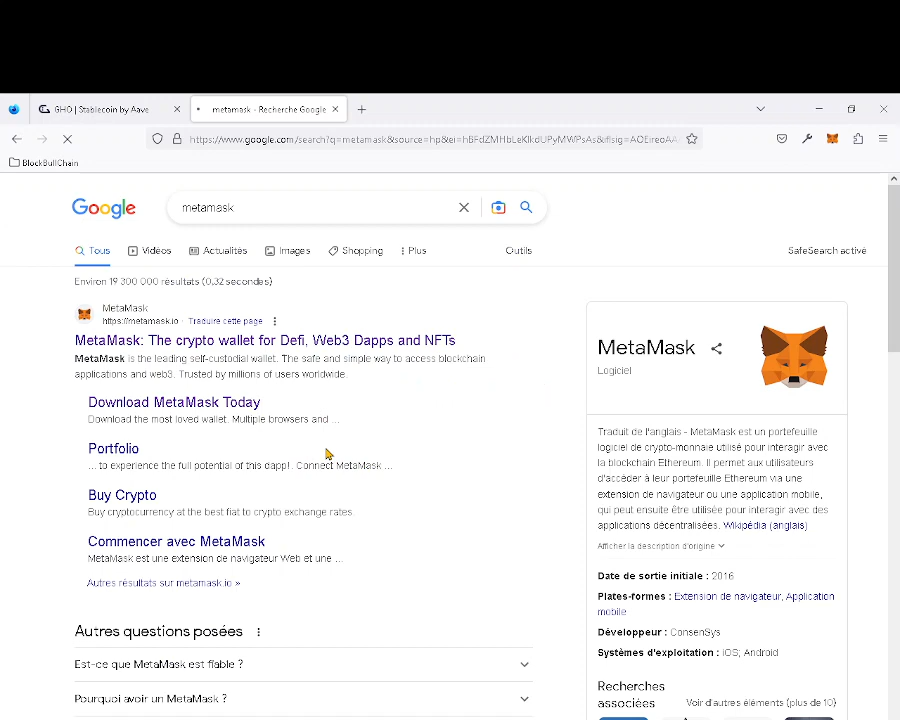 GHO | Stablecoin by Aave
metamask - Recherche Google
https://www.google.com/search?q=metamask&source=hp&ei=
BlockBullChain
Google
metamask
Tous
Vidéos
Actualités
Images
Shopping
Plus
Outils
SafeSearch activé
Environ 19 300 000 résultats (0,32 secondes)
MetaMask
https://metamask.io · Traduire cette page
MetaMask: The crypto wallet for Defi, Web3 Dapps and NFTs
MetaMask is the leading self-custodial wallet. The safe and simple way to access blockchain
applications and web3. Trusted by millions of users worldwide.
Download MetaMask Today
Download the most loved wallet. Multiple browsers and ...
Portfolio
... to experience the full potential of this dapp!. Connect MetaMask ...
Buy Crypto
Buy cryptocurrency at the best fiat to crypto exchange rates.
Commencer avec MetaMask
MetaMask est une extension de navigateur Web et une ...
Autres résultats sur metamask.io »
Autres questions posées
Est-ce que MetaMask est fiable ?
Pourquoi avoir un MetaMask ?
MetaMask
Logiciel
Traduit de l'anglais - MetaMask est un portefeuille
logiciel de crypto-monnaie utilisé pour interagir avec
la blockchain Ethereum. Il permet aux utilisateurs
d'accéder à leur portefeuille Ethereum via une
extension de navigateur ou une application mobile,
qui peut ensuite être utilisée pour interagir avec des
applications décentralisées. Wikipédia (anglais)
Afficher la description d'origine
Date de sortie initiale : 2016
Plates-formes : Extension de navigateur, Application
mobile
Développeur : ConsenSys
Systèmes d'exploitation : iOS; Android
Recherches
associées
Voir d'autres éléments (plus de 10)